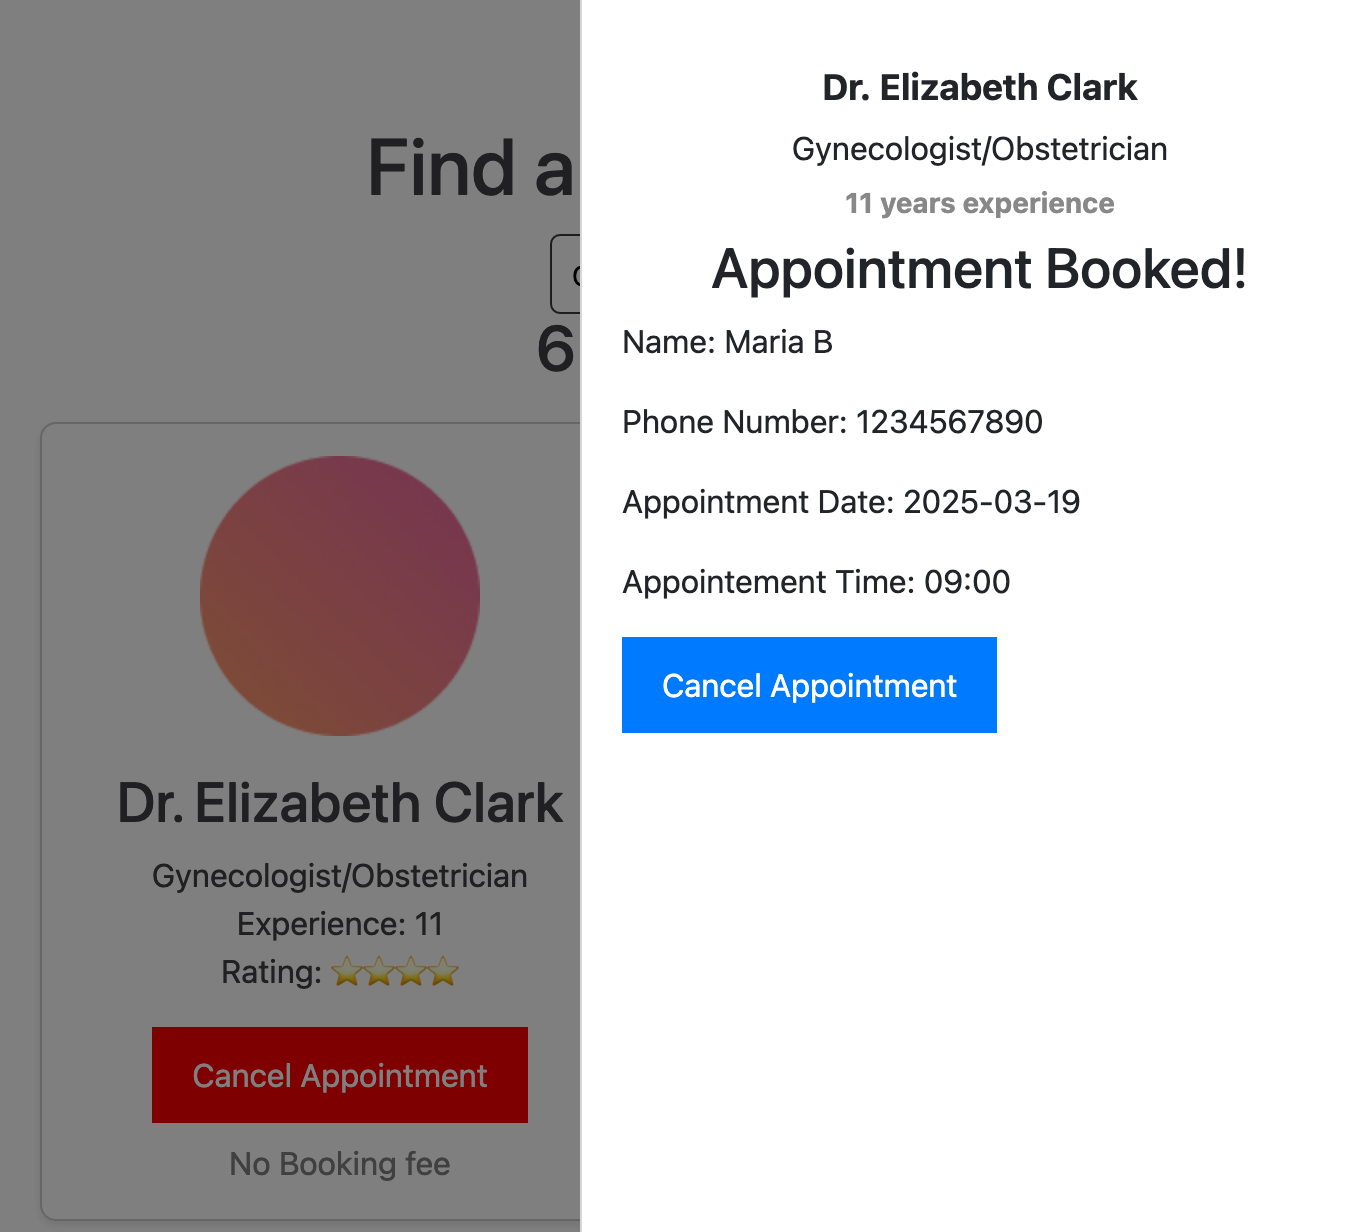 Find a
6
Dr. Elizabeth Clark
Gynecologist/Obstetrician
Experience: 11
Rating: ⭐⭐⭐⭐
Cancel Appointment
No Booking fee
Dr. Elizabeth Clark
Gynecologist/Obstetrician
11 years experience
Appointment Booked!
Name: Maria B
Phone Number: 1234567890
Appointment Date: 2025-03-19
Appointement Time: 09:00
Cancel Appointment